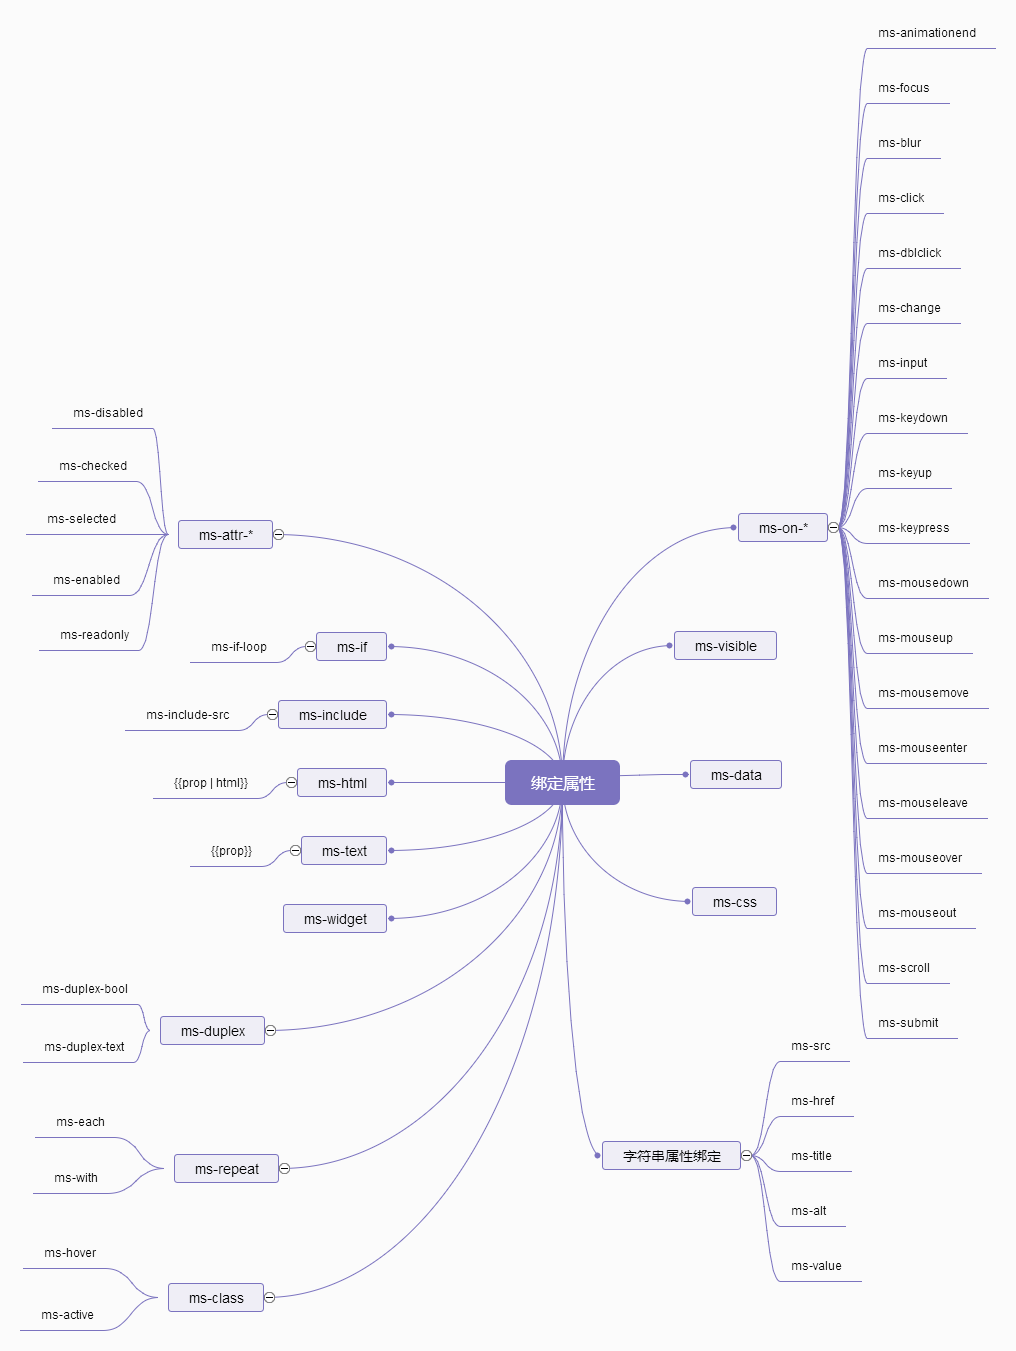 绑定属性
ms-on-*
ms-animationend
ms-focus
ms-blur
ms-click
ms-dblclick
ms-change
ms-input
ms-keydown
ms-keyup
ms-keypress
ms-mousedown
ms-mouseup
ms-mousemove
ms-mouseenter
ms-mouseleave
ms-mouseover
ms-mouseout
ms-scroll
ms-submit
ms-visible
ms-data
ms-css
字符串属性绑定
ms-src
ms-href
ms-title
ms-alt
ms-value
ms-attr-*
ms-disabled
ms-checked
ms-selected
ms-enabled
ms-readonly
ms-if
ms-if-loop
ms-include
ms-include-src
ms-html
{{prop | html}}
ms-text
{{prop}}
ms-widget
ms-duplex
ms-duplex-bool
ms-duplex-text
ms-repeat
ms-each
ms-with
ms-class
ms-hover
ms-active